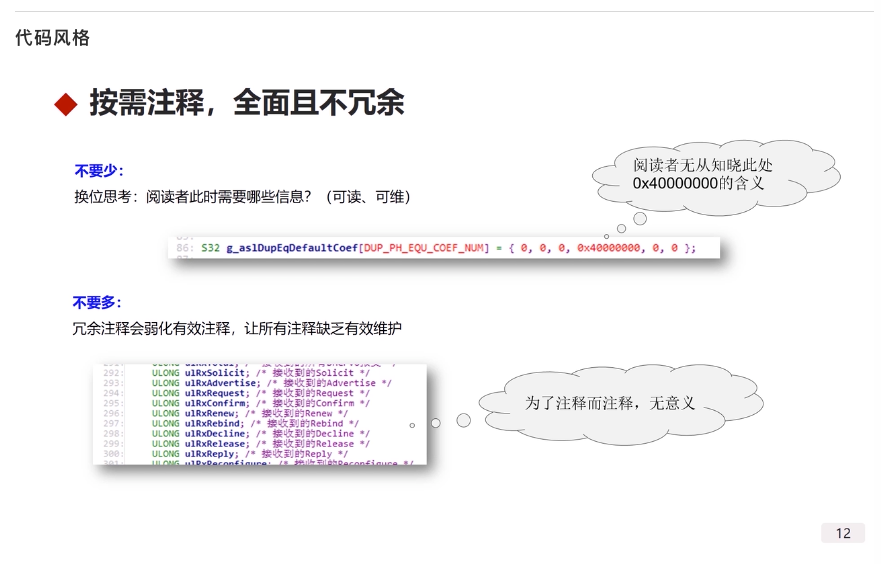 代码风格
按需注释，全面且不冗余
不要少：
换位思考：阅读者此时需要哪些信息？（可读、可维）
阅读者无从知晓此处
0x40000000的含义
86: S32 g_aslDupEqDefaultCoef[DUP_PH_EQU_COEF_NUM] = { 0, 0, 0, 0x40000000, 0, 0 };
不要多：
冗余注释会弱化有效注释，让所有注释缺乏有效维护
292: ULONG ulRxSolicit; /* 接收到的Solicit */
293: ULONG ulRxAdvertise; /* 接收到的Advertise */
294: ULONG ulRxRequest; /* 接收到的Request */
295: ULONG ulRxConfirm; /* 接收到的Confirm */
296: ULONG ulRxRenew; /* 接收到的Renew */
297: ULONG ulRxRebind; /* 接收到的Rebind */
298: ULONG ulRxDecline; /* 接收到的Decline */
299: ULONG ulRxRelease; /* 接收到的Release */
300: ULONG ulRxReply; /* 接收到的Reply */
301: ULONG ulRxReconfigure; /* 接收到的Reconfigure */
为了注释而注释，无意义
12